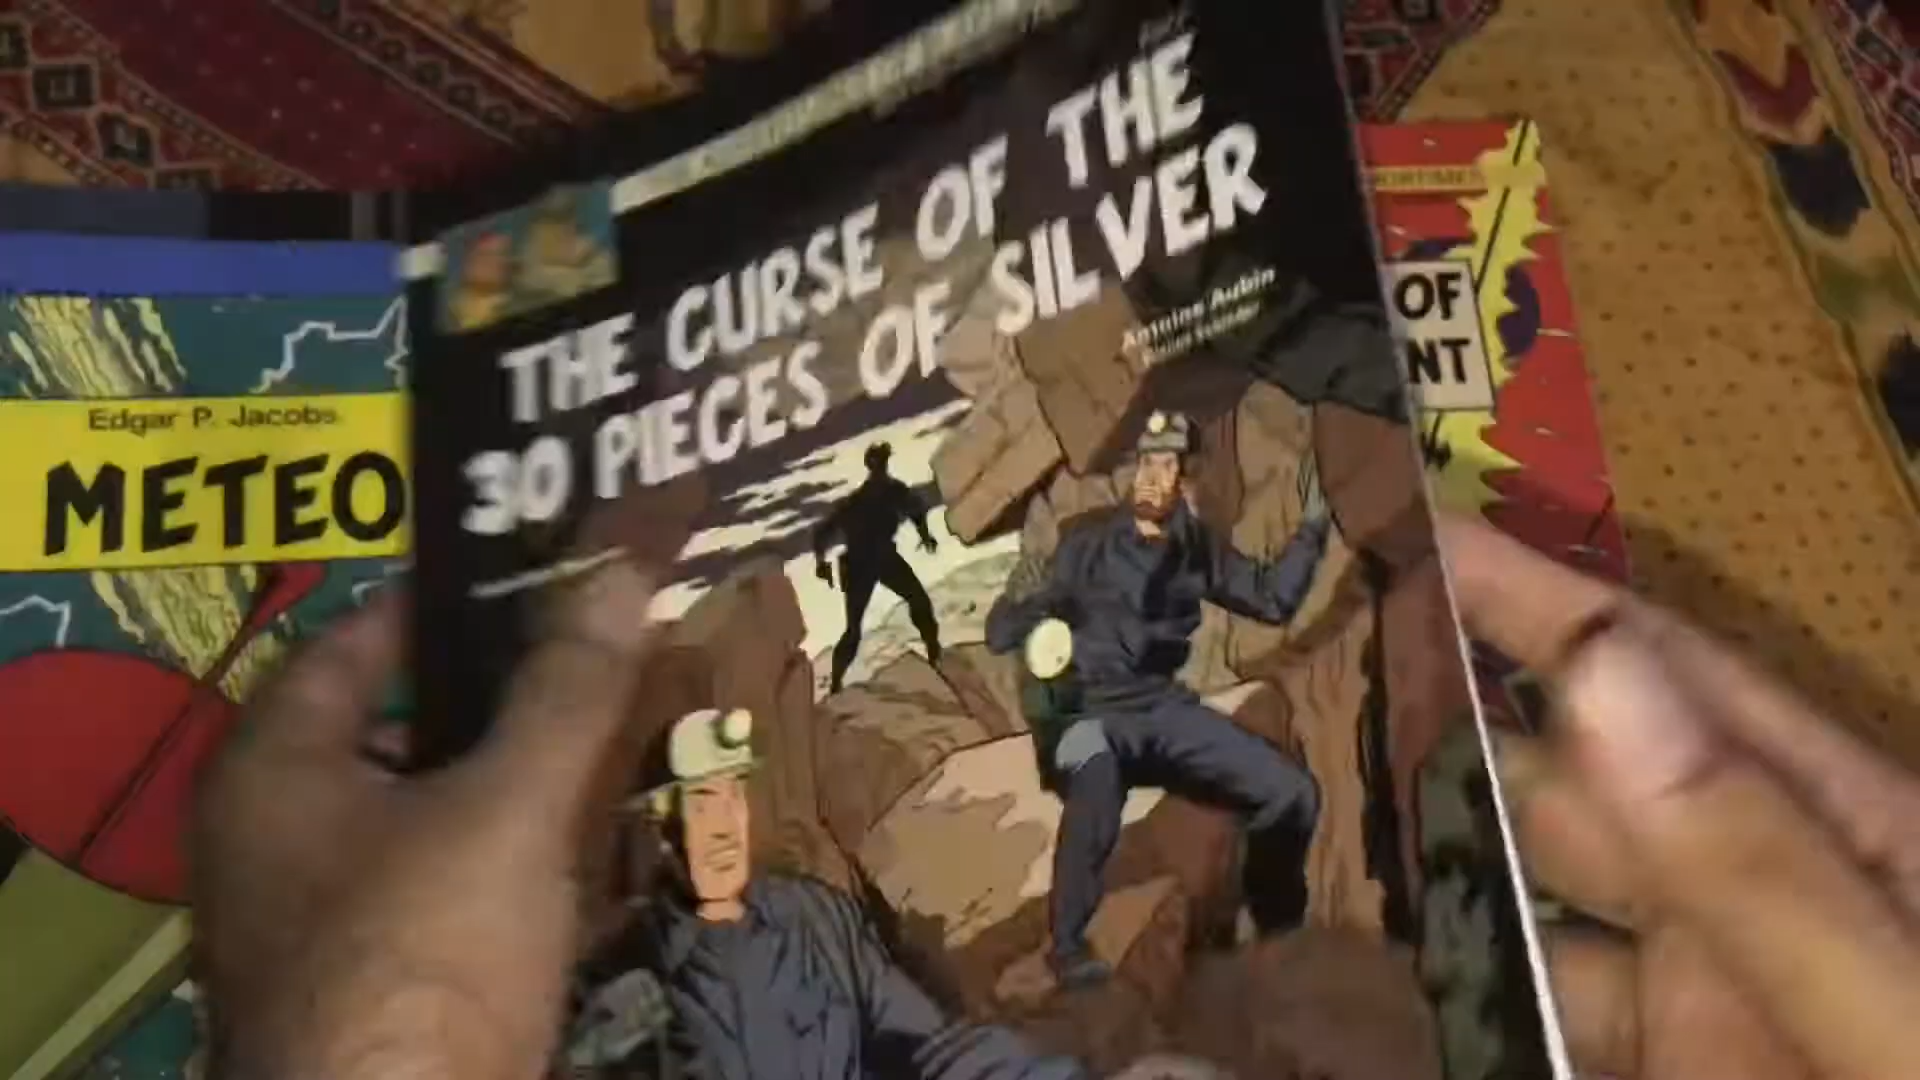 THE CURSE OF THE
30 PIECES OF SILVER
Antoine Aubin
Edgar P. Jacobs
METEO
OF
NT